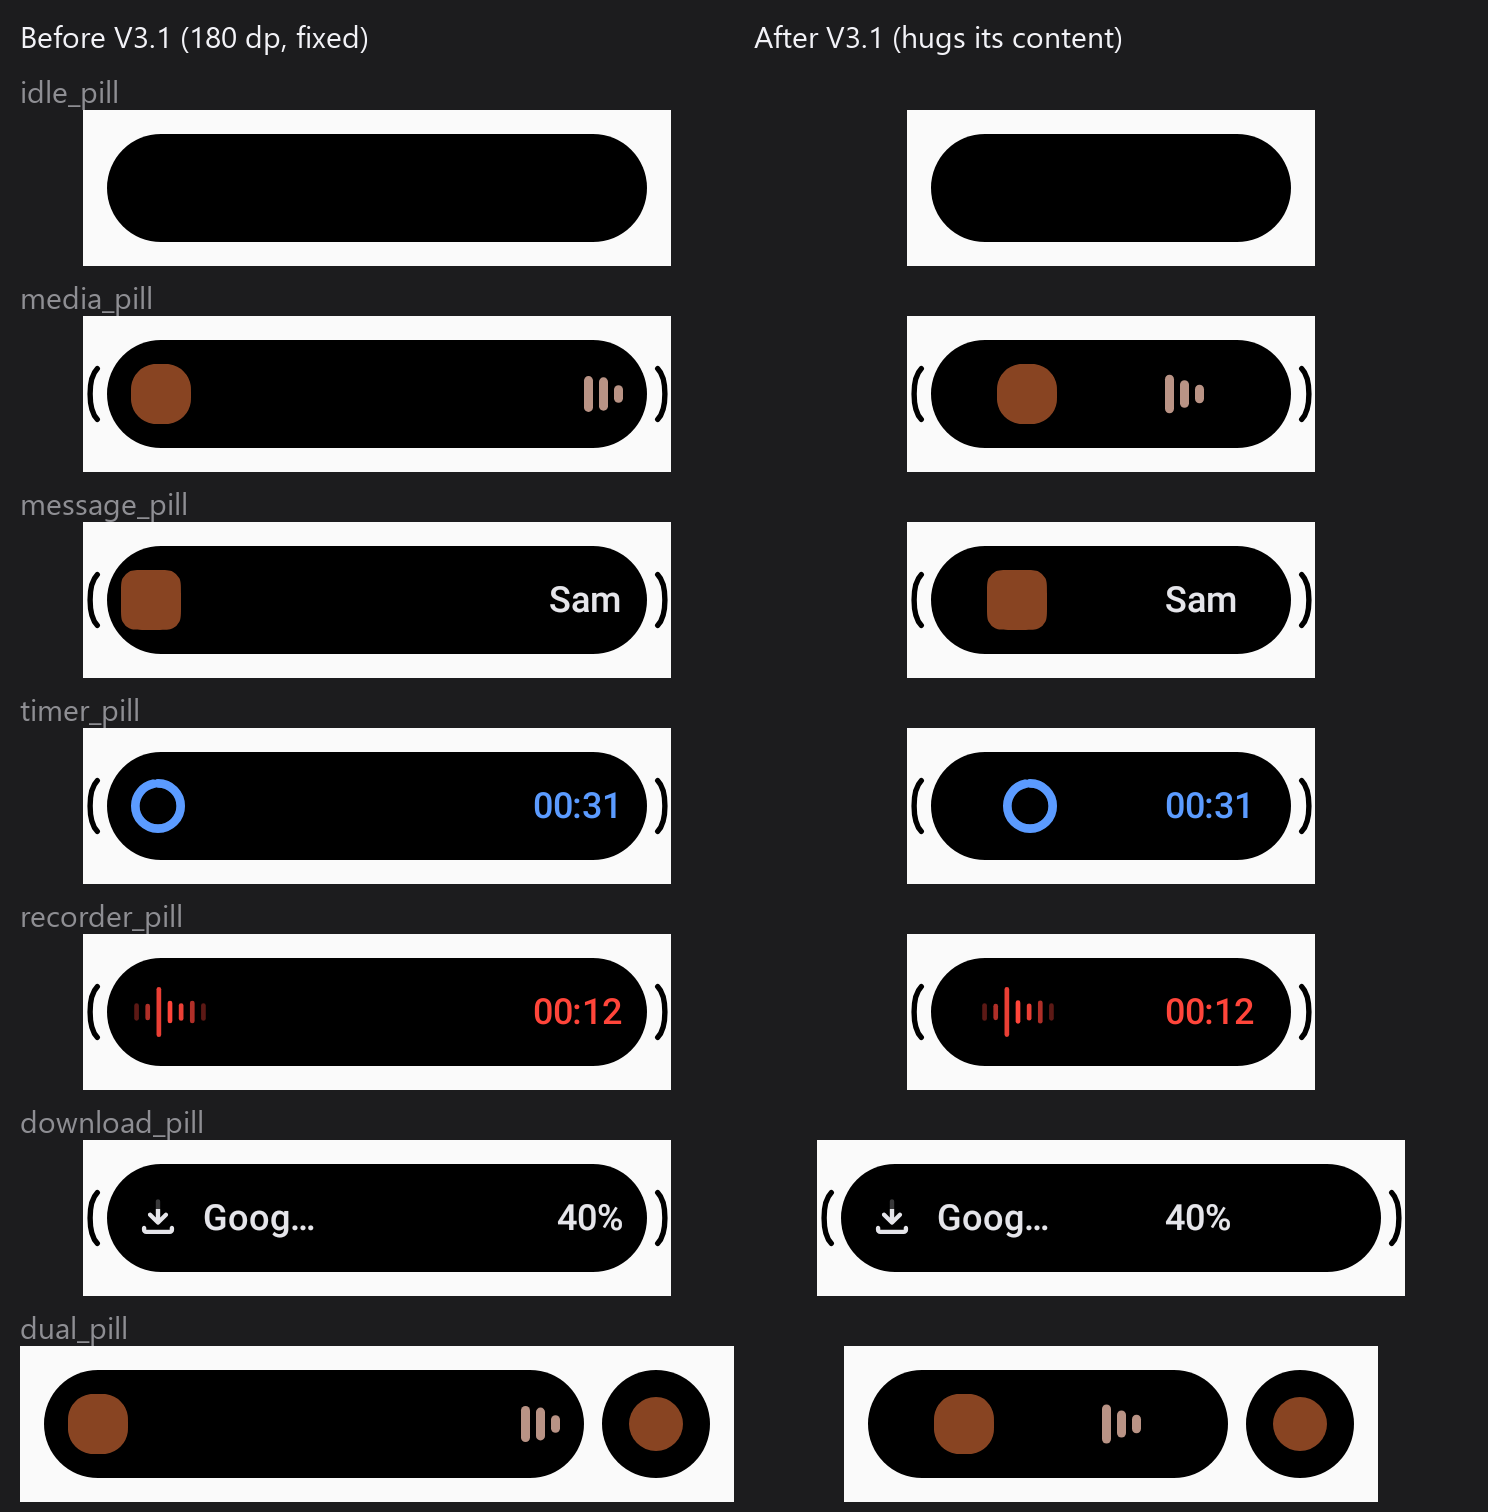 Before V3.1 (180 dp, fixed) After V3.1 (hugs its content)
idle_pill
media_pill
message_pill
Sam Sam
timer_pill
00:31 00:31
recorder_pill
00:12 00:12
download_pill
Goog... 40% Goog... 40%
dual_pill